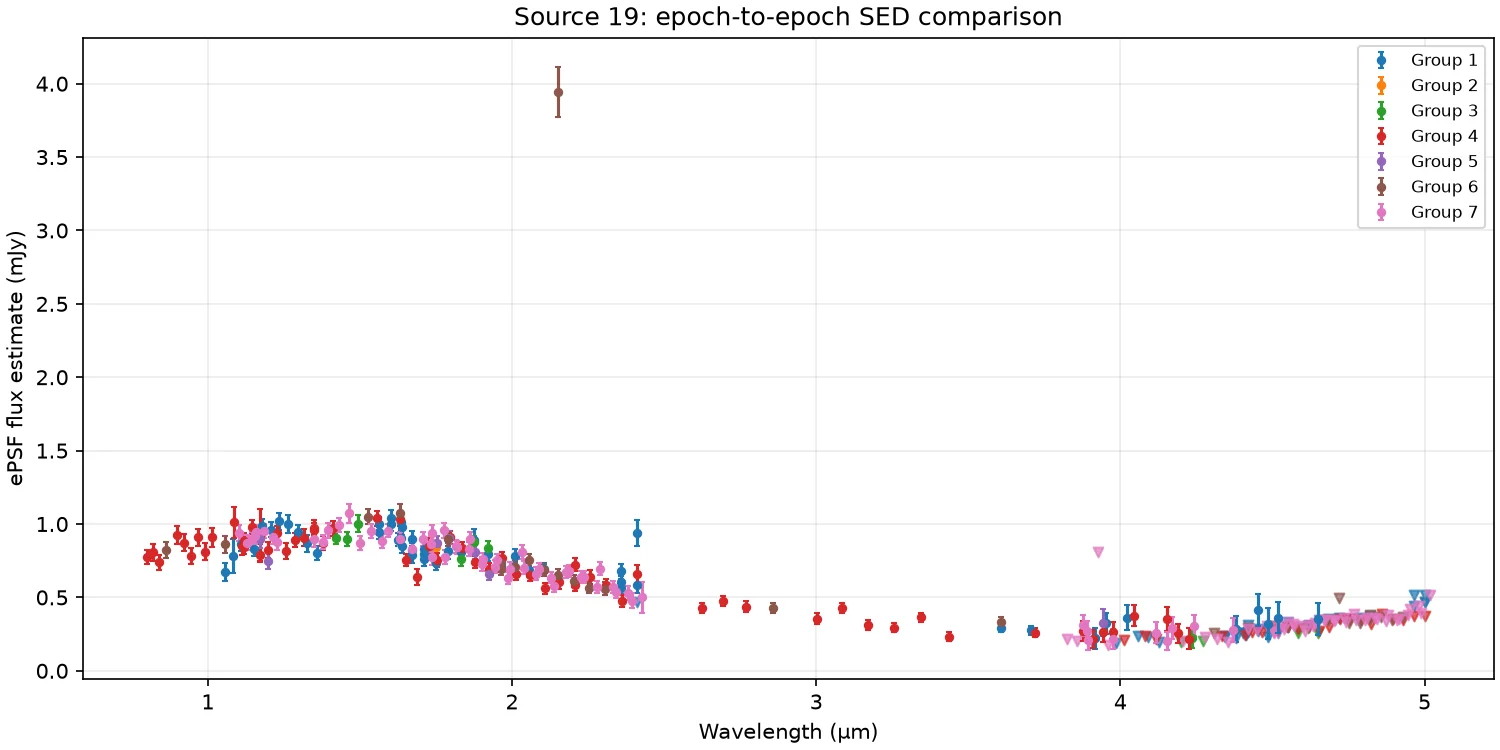 Source 19: epoch-to-epoch SED comparison
ePSF flux estimate (mJy)
4.0
3.5
3.0
2.5
2.0
1.5
1.0
0.5
0.0
Group 1
Group 2
Group 3
Group 4
Group 5
Group 6
Group 7
1 2 3 4 5
Wavelength (μm)